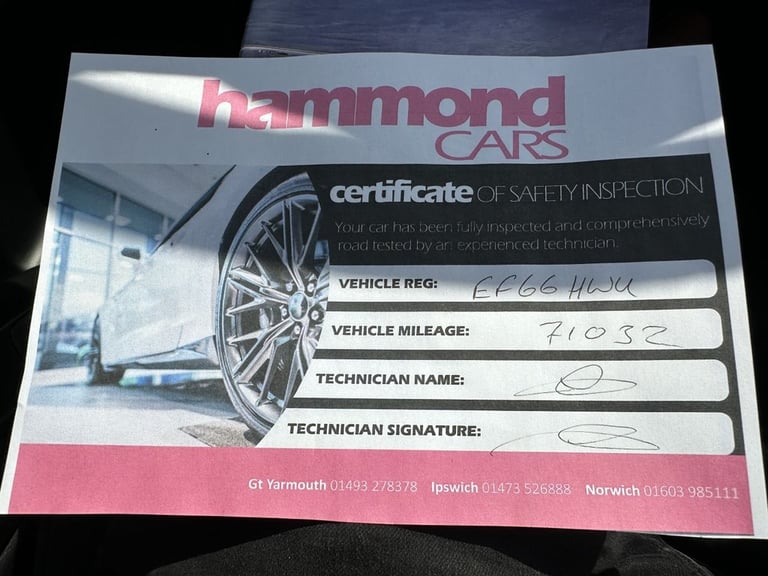 hammond
CARS
certificate OF SAFETY INSPECTION
Your car has been fully inspected and comprehensively
road tested by an experienced technician.
VEHICLE REG: EF66 HWU
VEHICLE MILEAGE: 71032
TECHNICIAN NAME:
TECHNICIAN SIGNATURE:
Gt Yarmouth 01493 278378 Ipswich 01473 526888 Norwich 01603 985111